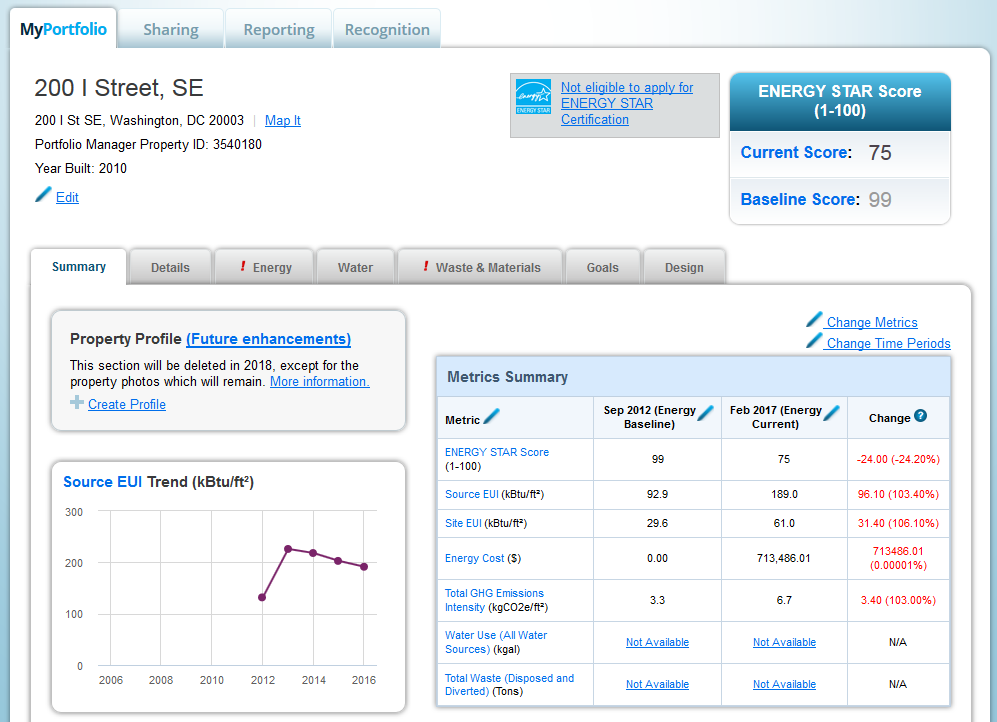 MyPortfolio
Sharing
Reporting
Recognition
200 I Street, SE
200 I St SE, Washington, DC 20003 | Map It
Portfolio Manager Property ID: 3540180
Year Built: 2010
Edit
ENERGY STAR
Not eligible to apply for
ENERGY STAR
Certification
ENERGY STAR Score
(1-100)
Current Score: 75
Baseline Score: 99
Summary
Details
! Energy
Water
! Waste & Materials
Goals
Design
Property Profile (Future enhancements)
This section will be deleted in 2018, except for the
property photos which will remain. More information.
Create Profile
Source EUI Trend (kBtu/ft²)
300
200
100
0
2006 2008 2010 2012 2014 2016
Change Metrics
Change Time Periods
Metrics Summary
Metric
Sep 2012 (Energy
Baseline)
Feb 2017 (Energy
Current)
Change ?
ENERGY STAR Score
(1-100)
99
75
-24.00 (-24.20%)
Source EUI (kBtu/ft²)
92.9
189.0
96.10 (103.40%)
Site EUI (kBtu/ft²)
29.6
61.0
31.40 (106.10%)
Energy Cost ($)
0.00
713,486.01
713486.01
(0.00001%)
Total GHG Emissions
Intensity (kgCO2e/ft²)
3.3
6.7
3.40 (103.00%)
Water Use (All Water
Sources) (kgal)
Not Available
Not Available
N/A
Total Waste (Disposed and
Diverted) (Tons)
Not Available
Not Available
N/A